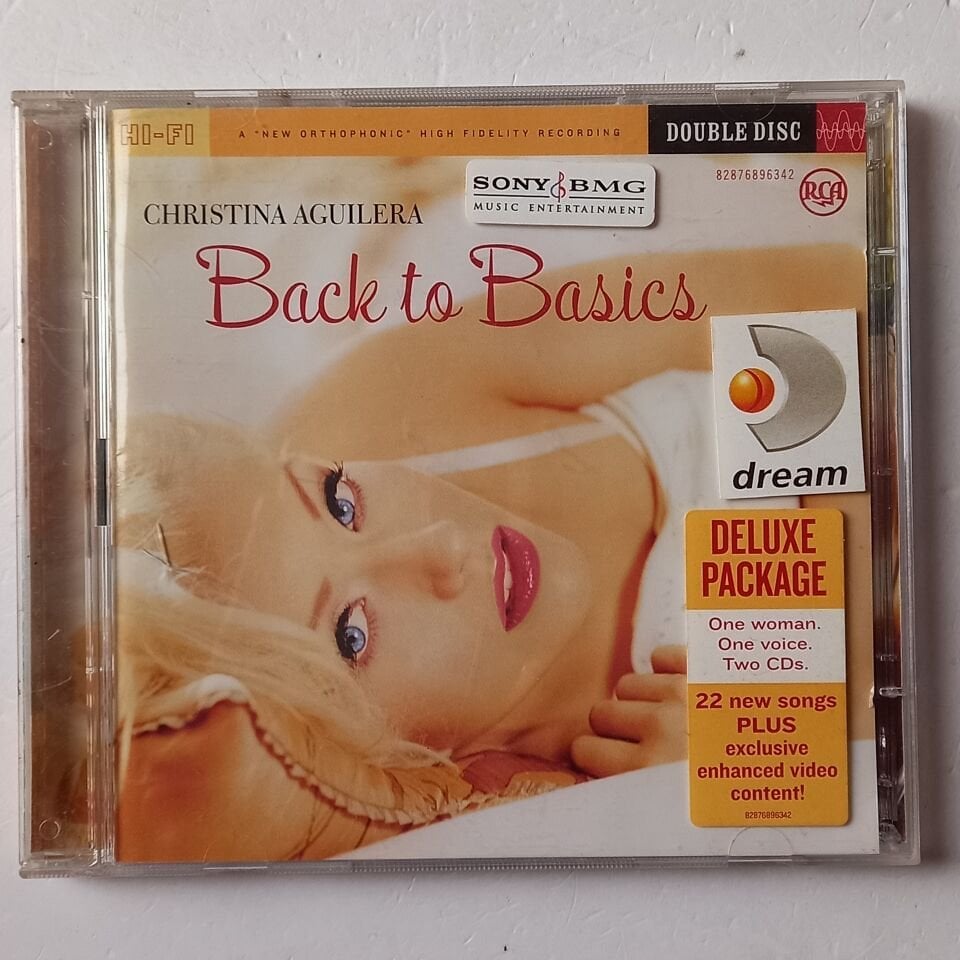 HI-FI
A "NEW ORTHOPHONIC" HIGH FIDELITY RECORDING
DOUBLE DISC
82876896342
RCA
SONY BMG
MUSIC ENTERTAINMENT
CHRISTINA AGUILERA
Back to Basics
dream
DELUXE
PACKAGE
One woman.
One voice.
Two CDs.
22 new songs
PLUS
exclusive
enhanced video
content!
82876896342